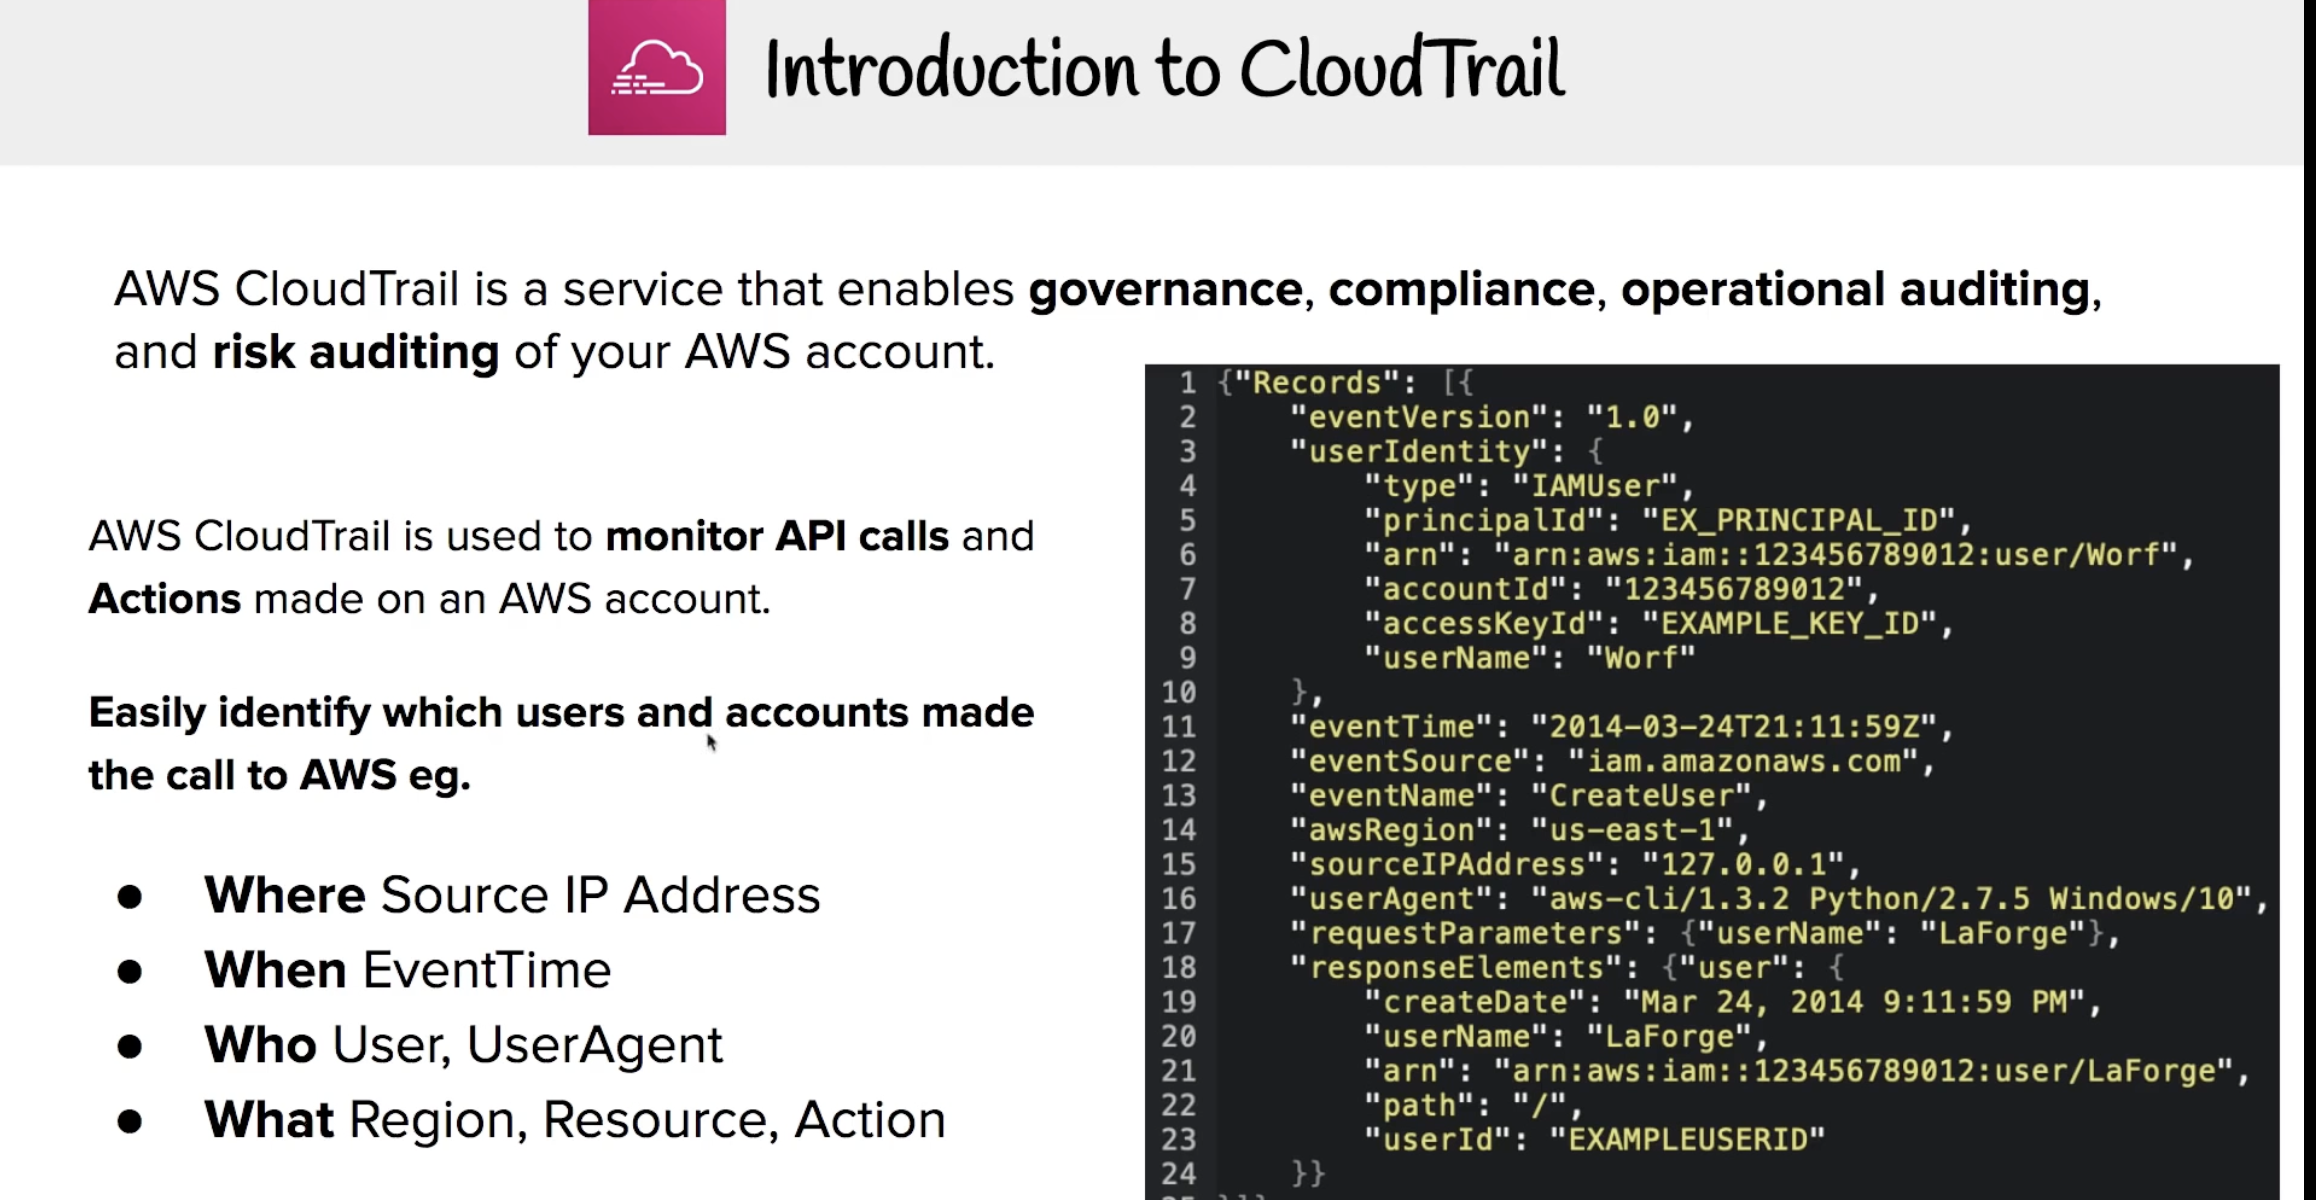 Introduction to CloudTrail
AWS CloudTrail is a service that enables governance, compliance, operational auditing,
and risk auditing of your AWS account.
AWS CloudTrail is used to monitor API calls and
Actions made on an AWS account.
Easily identify which users and accounts made
the call to AWS eg.
● Where Source IP Address
● When EventTime
● Who User, UserAgent
● What Region, Resource, Action
1 {"Records": [{
2 "eventVersion": "1.0",
3 "userIdentity": {
4 "type": "IAMUser",
5 "principalId": "EX_PRINCIPAL_ID",
6 "arn": "arn:aws:iam::123456789012:user/Worf",
7 "accountId": "123456789012",
8 "accessKeyId": "EXAMPLE_KEY_ID",
9 "userName": "Worf"
10 },
11 "eventTime": "2014-03-24T21:11:59Z",
12 "eventSource": "iam.amazonaws.com",
13 "eventName": "CreateUser",
14 "awsRegion": "us-east-1",
15 "sourceIPAddress": "127.0.0.1",
16 "userAgent": "aws-cli/1.3.2 Python/2.7.5 Windows/10",
17 "requestParameters": {"userName": "LaForge"},
18 "responseElements": {"user": {
19 "createDate": "Mar 24, 2014 9:11:59 PM",
20 "userName": "LaForge",
21 "arn": "arn:aws:iam::123456789012:user/LaForge",
22 "path": "/",
23 "userId": "EXAMPLEUSERID"
24 }}